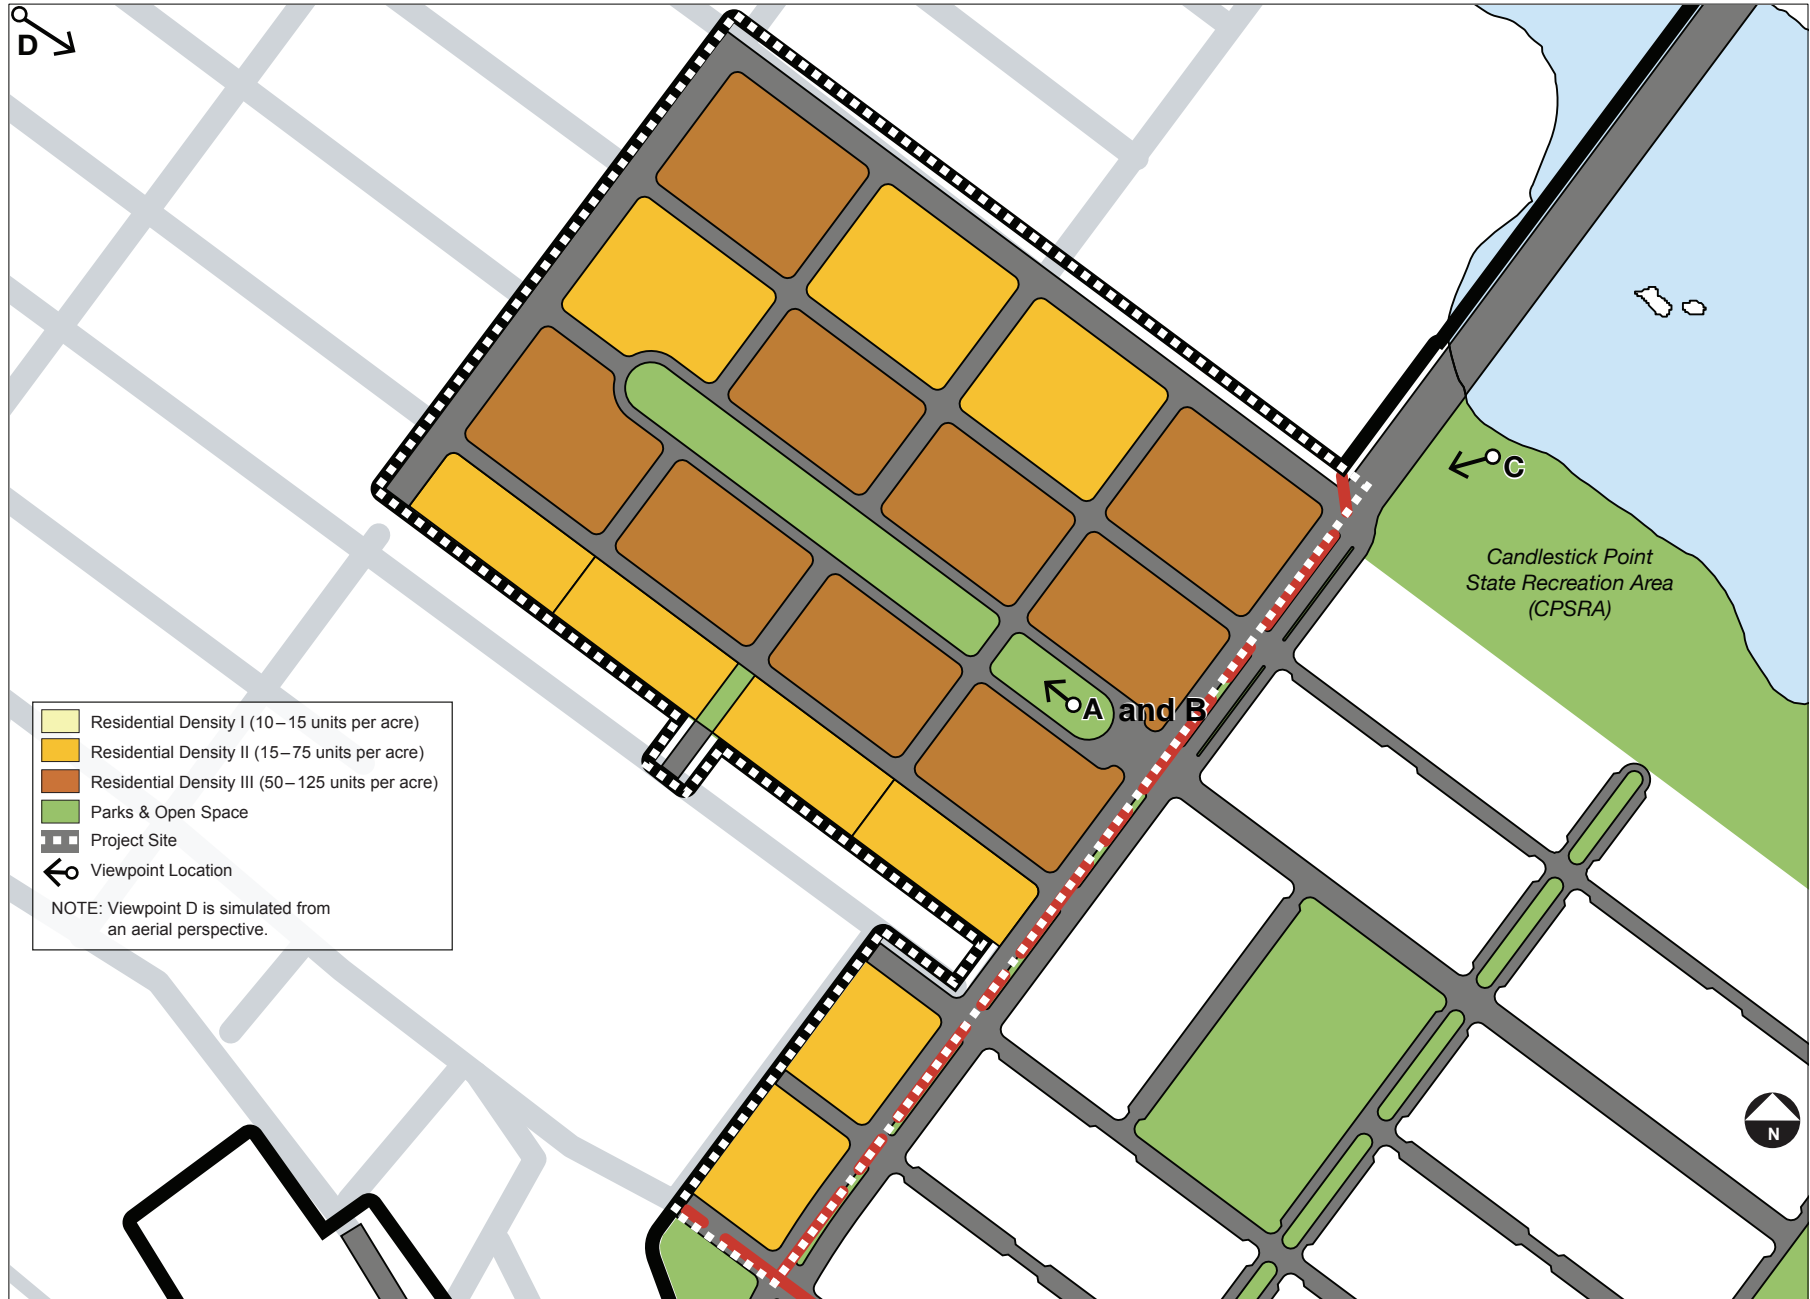 D
C
Candlestick Point
State Recreation Area
(CPSRA)
A and B
Residential Density I (10–15 units per acre)
Residential Density II (15–75 units per acre)
Residential Density III (50–125 units per acre)
Parks & Open Space
Project Site
Viewpoint Location
NOTE: Viewpoint D is simulated from
an aerial perspective.
N